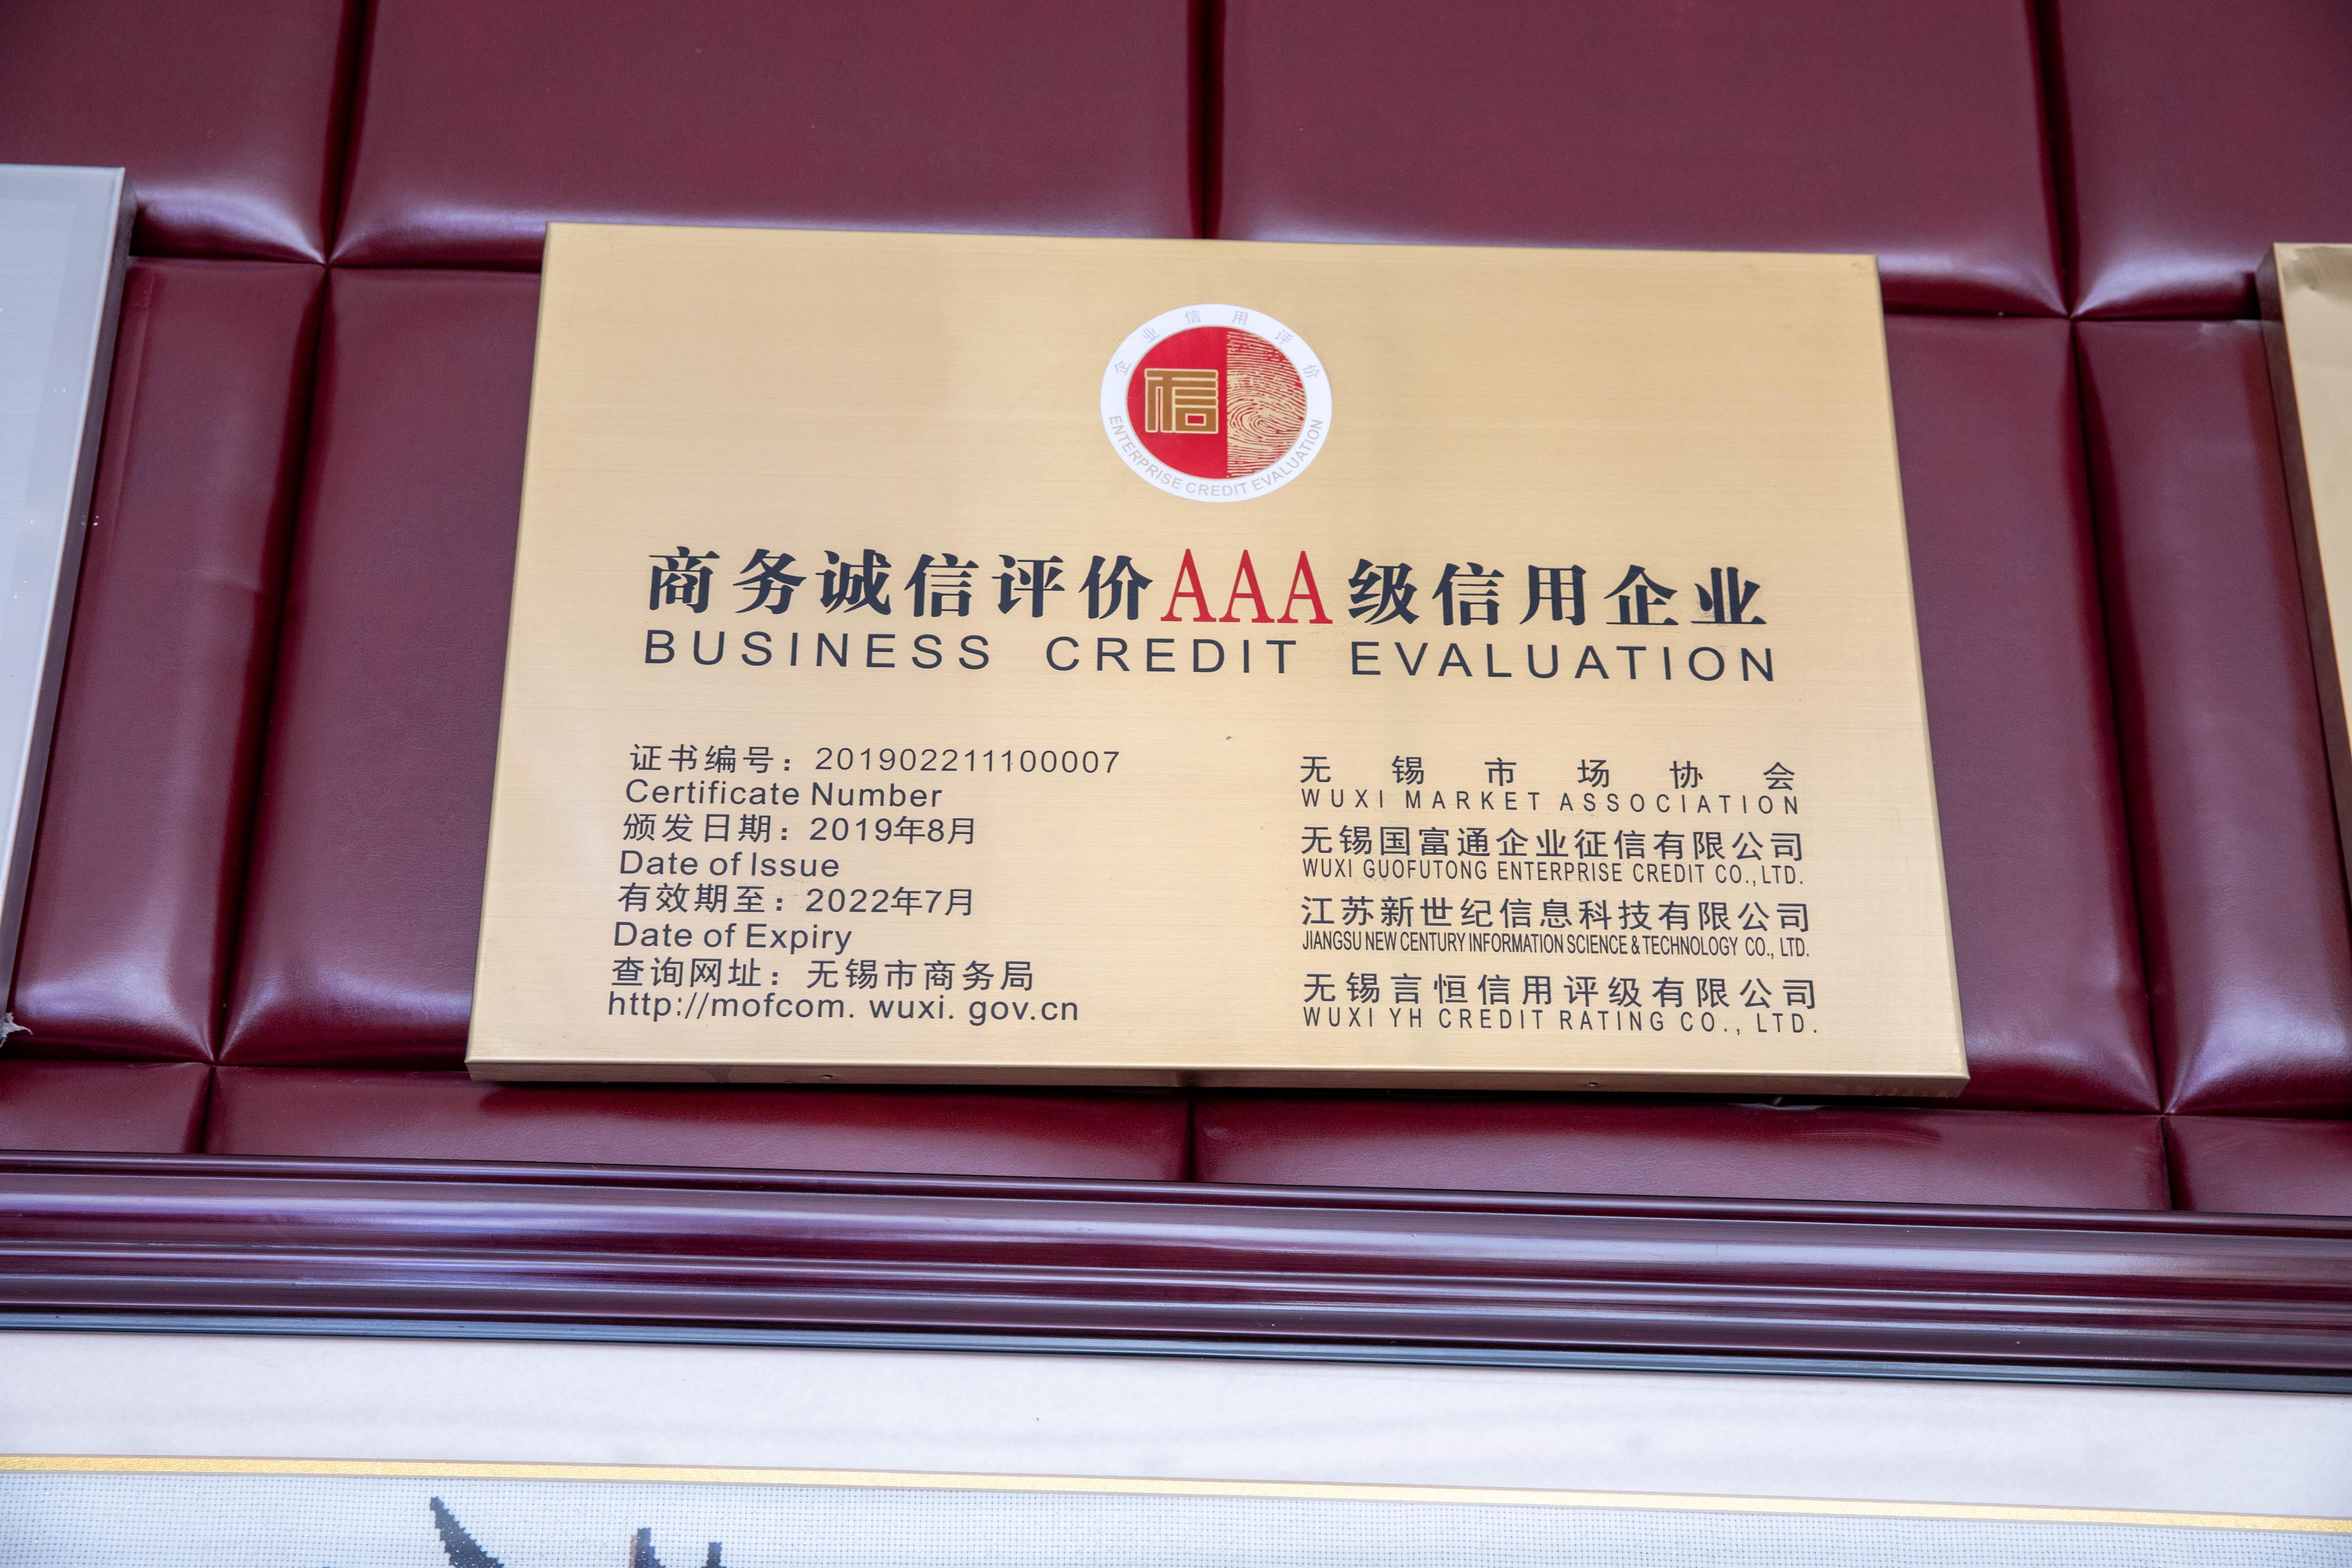 企业信用评价
信
ENTERPRISE CREDIT EVALUATION
商务诚信评价AAA级信用企业
BUSINESS CREDIT EVALUATION
证书编号：201902211100007
Certificate Number
颁发日期：2019年8月
Date of Issue
有效期至：2022年7月
Date of Expiry
查询网址：无锡市商务局
http://mofcom. wuxi. gov.cn
无锡市场协会
WUXI MARKET ASSOCIATION
无锡国富通企业征信有限公司
WUXI GUOFUTONG ENTERPRISE CREDIT CO.,LTD.
江苏新世纪信息科技有限公司
JIANGSU NEW CENTURY INFORMATION SCIENCE & TECHNOLOGY CO., LTD.
无锡言恒信用评级有限公司
WUXI YH CREDIT RATING CO., LTD.